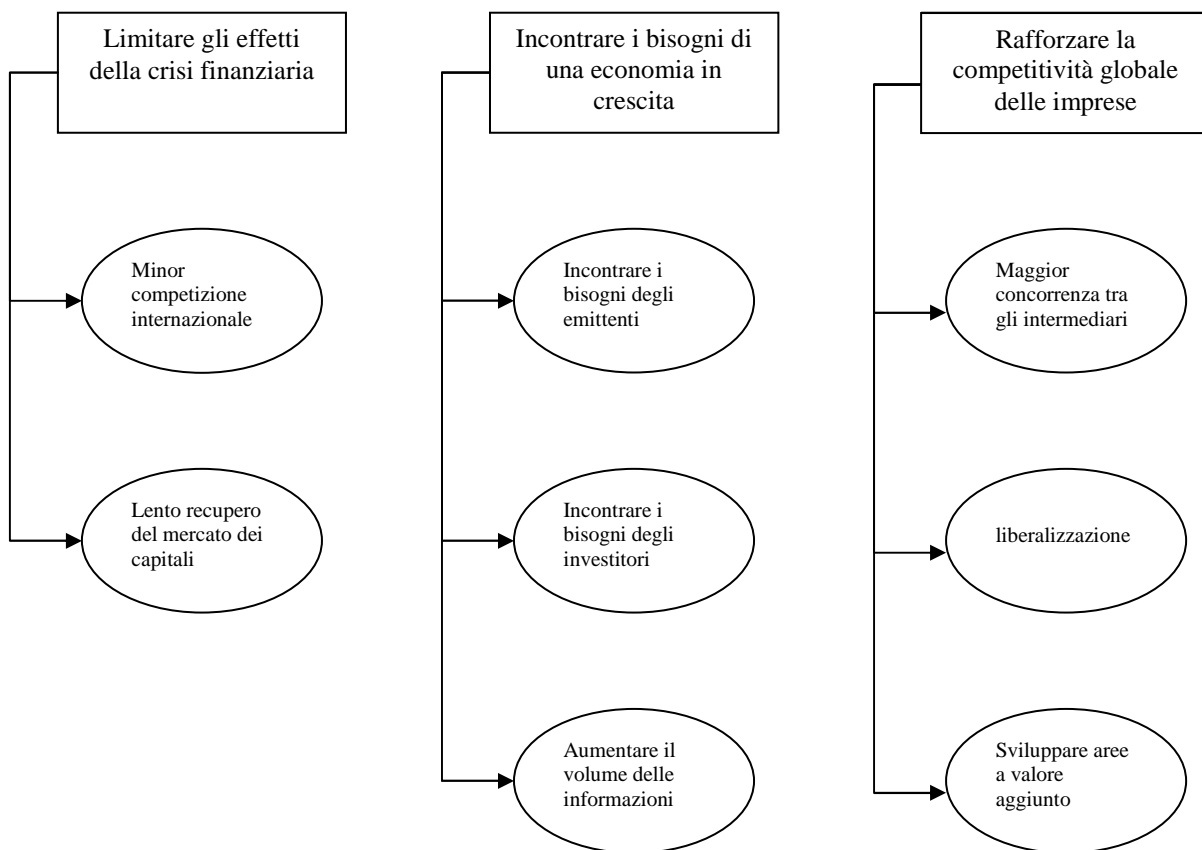 Limitare gli effetti
della crisi finanziaria
Minor
competizione
internazionale
Lento recupero
del mercato dei
capitali
Incontrare i bisogni di
una economia in
crescita
Incontrare i
bisogni degli
emittenti
Incontrare i
bisogni degli
investitori
Aumentare il
volume delle
informazioni
Rafforzare la
competitività globale
delle imprese
Maggior
concorrenza tra
gli intermediari
liberalizzazione
Sviluppare aree
a valore
aggiunto